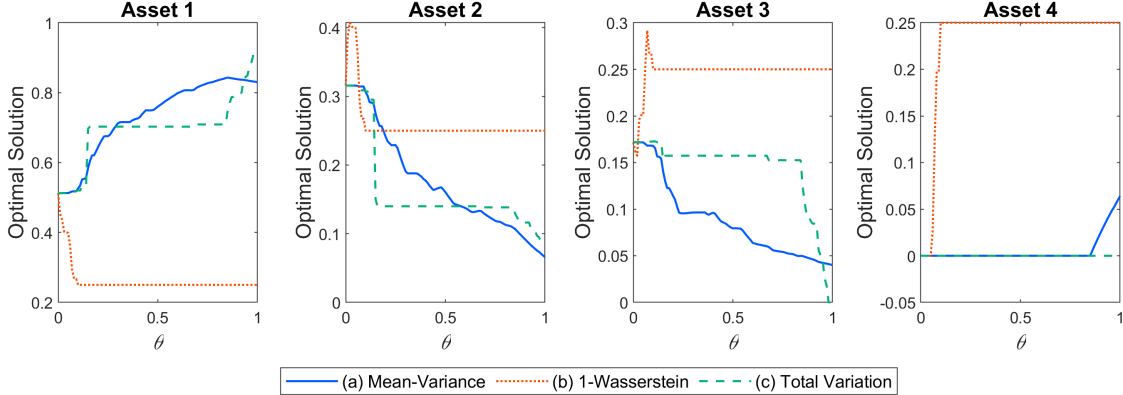 Asset 1
Asset 2
Asset 3
Asset 4
Optimal Solution
1
0.8
0.6
0.4
0.2
0
0.5
1
θ
Optimal Solution
0.4
0.3
0.2
0.1
0
0
0.5
1
θ
Optimal Solution
0.3
0.25
0.2
0.15
0.1
0.05
0
0
0.5
1
θ
Optimal Solution
0.25
0.2
0.15
0.1
0.05
0
-0.05
0
0.5
1
θ
(a) Mean-Variance
(b) 1-Wasserstein
(c) Total Variation